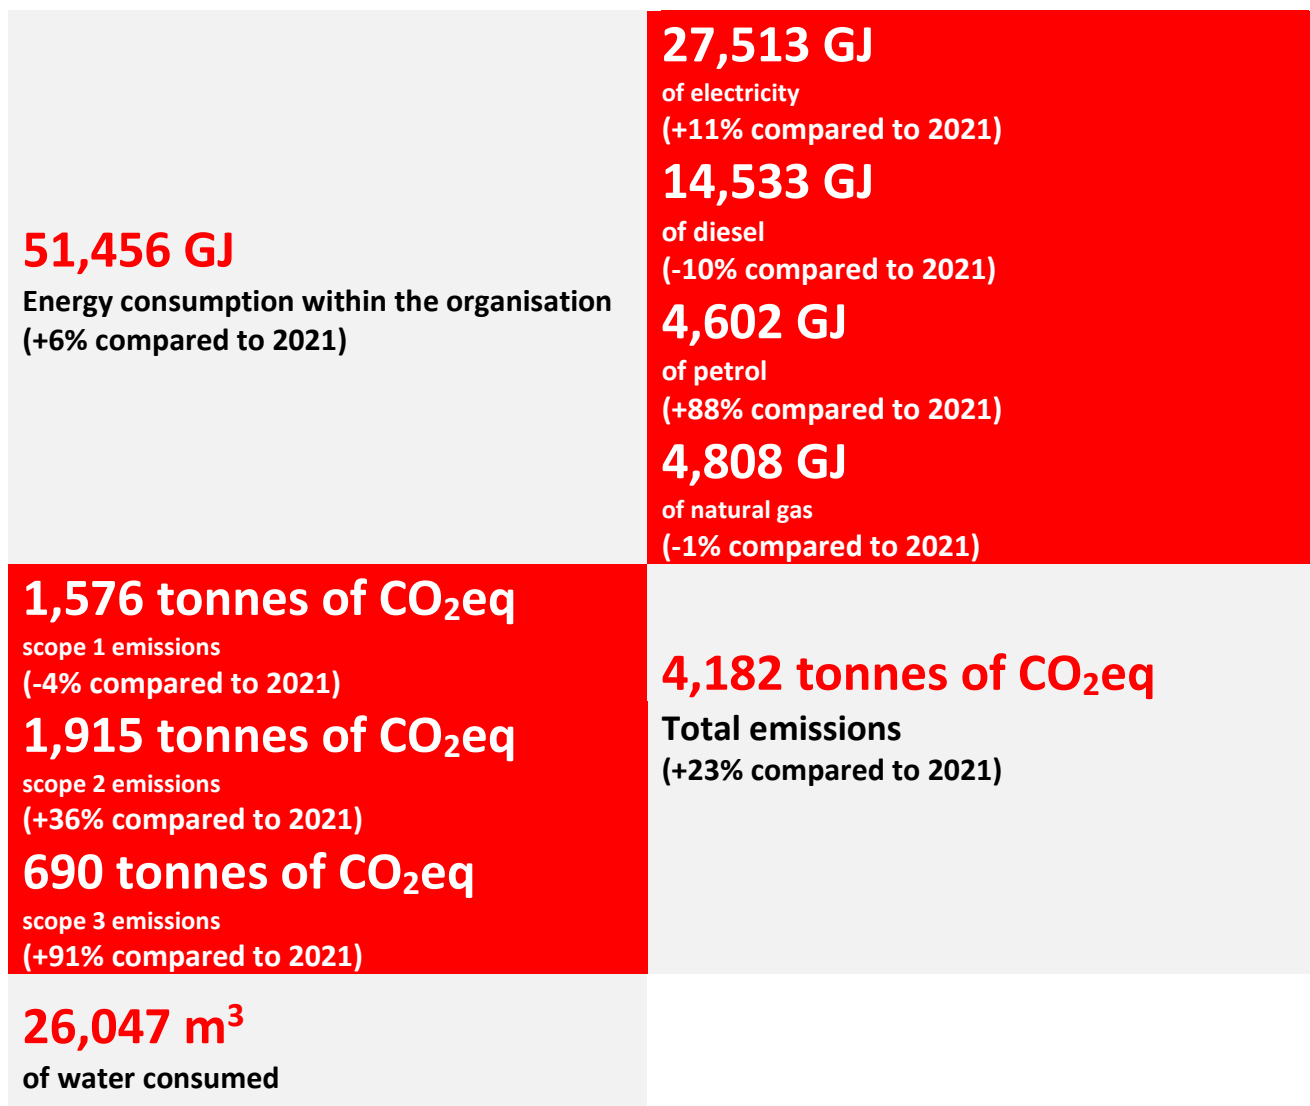 51,456 GJ
Energy consumption within the organisation
(+6% compared to 2021)
27,513 GJ
of electricity
(+11% compared to 2021)
14,533 GJ
of diesel
(-10% compared to 2021)
4,602 GJ
of petrol
(+88% compared to 2021)
4,808 GJ
of natural gas
(-1% compared to 2021)
1,576 tonnes of CO₂eq
scope 1 emissions
(-4% compared to 2021)
1,915 tonnes of CO₂eq
scope 2 emissions
(+36% compared to 2021)
690 tonnes of CO₂eq
scope 3 emissions
(+91% compared to 2021)
4,182 tonnes of CO₂eq
Total emissions
(+23% compared to 2021)
26,047 m³
of water consumed